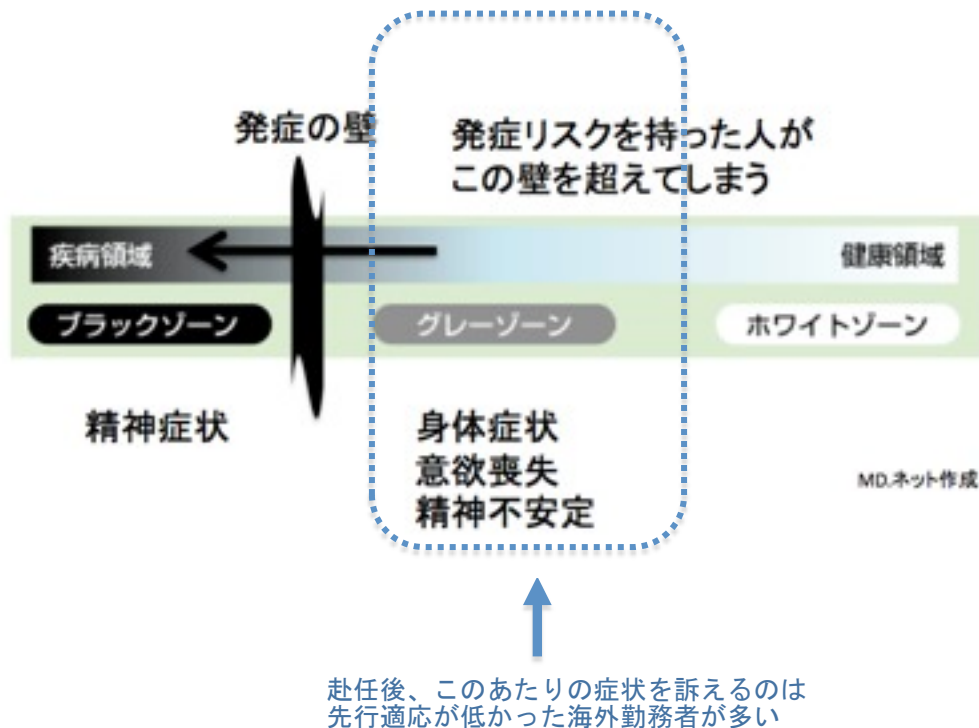 発症の壁
発症リスクを持った人が
この壁を超えてしまう
疾病領域
健康領域
ブラックゾーン
グレーゾーン
ホワイトゾーン
精神症状
身体症状
意欲喪失
精神不安定
MD.ネット作成
赴任後、このあたりの症状を訴えるのは
先行適応が低かった海外勤務者が多い